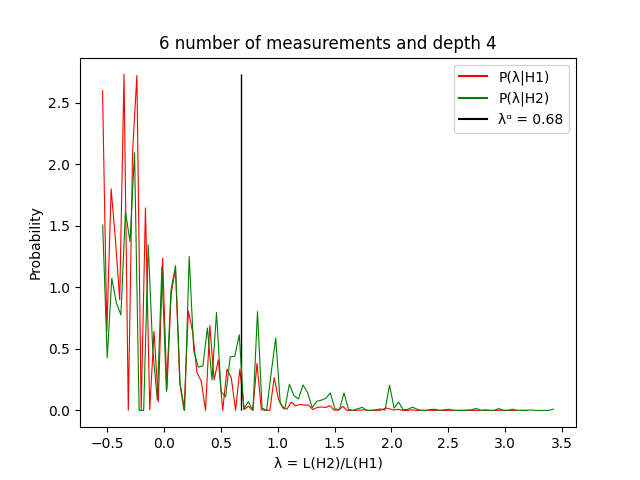 6 number of measurements and depth 4
P(λ|H1)
P(λ|H2)
λᵅ = 0.68
Probability
2.5
2.0
1.5
1.0
0.5
0.0
−0.5 0.0 0.5 1.0 1.5 2.0 2.5 3.0 3.5
λ = L(H2)/L(H1)